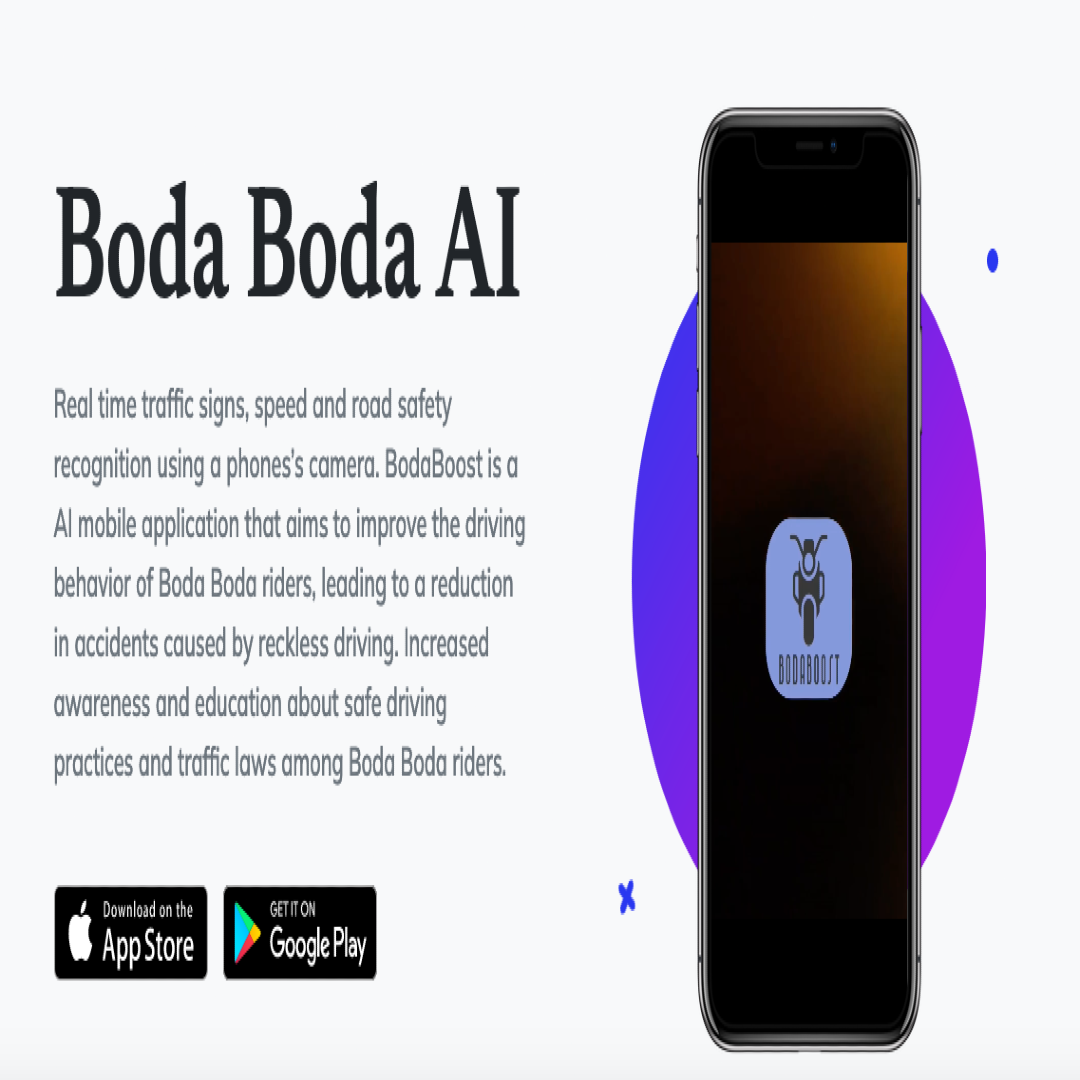 Boda Boda AI
Real time traffic signs, speed and road safety
recognition using a phones's camera. BodaBoost is a
AI mobile application that aims to improve the driving
behavior of Boda Boda riders, leading to a reduction
in accidents caused by reckless driving. Increased
awareness and education about safe driving
practices and traffic laws among Boda Boda riders.
Download on the
App Store
GET IT ON
Google Play
BODABOOST